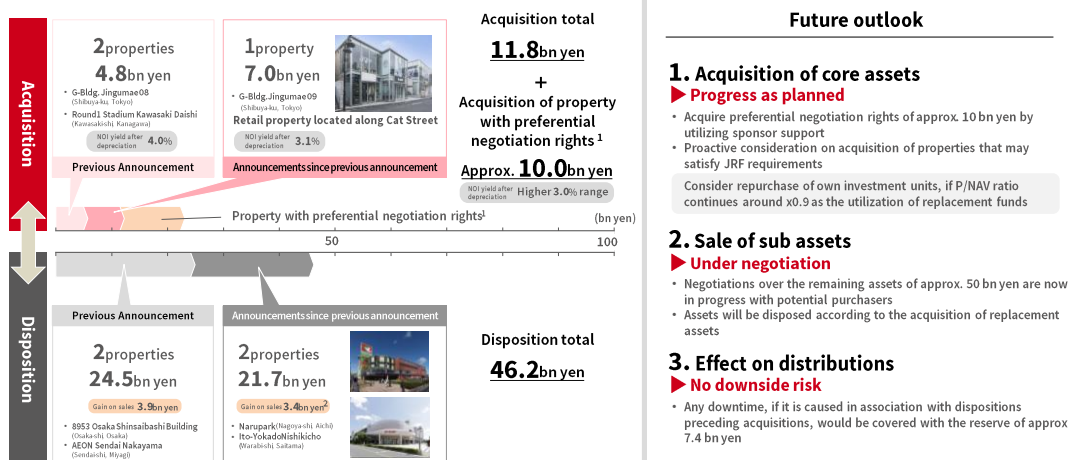 Acquisition
2properties
4.8bn yen
・ G-Bldg.Jingumae08
(Shibuya-ku, Tokyo)
・ Round1 Stadium Kawasaki Daishi
(Kawasaki-shi, Kanagawa)
NOI yield after
depreciation 4.0%
Previous Announcement
1property
7.0bn yen
・ G-Bldg.Jingumae09
(Shibuya-ku, Tokyo)
Retail property located along Cat Street
NOI yield after
depreciation 3.1%
Announcements since previous announcement
Acquisition total
11.8bn yen
+
Acquisition of property
with preferential
negotiation rights 1
Approx. 10.0bn yen
NOI yield after
depreciation Higher 3.0% range
Property with preferential negotiation rights1
(bn yen)
50
100
Disposition
Previous Announcement
2properties
24.5bn yen
Gain on sales 3.9bn yen
・ 8953 Osaka Shinsaibashi Building
(Osaka-shi, Osaka)
・ AEON Sendai Nakayama
(Sendai-shi, Miyagi)
Announcements since previous announcement
2properties
21.7bn yen
Gain on sales 3.4bn yen2
・ Narupark(Nagoya-shi, Aichi)
・ Ito-Yokado Nishikicho
(Warabi-shi, Saitama)
Disposition total
46.2bn yen
Future outlook
1. Acquisition of core assets
▶ Progress as planned
・ Acquire preferential negotiation rights of approx. 10 bn yen by
utilizing sponsor support
・ Proactive consideration on acquisition of properties that may
satisfy JRF requirements
Consider repurchase of own investment units, if P/NAV ratio
continues around x0.9 as the utilization of replacement funds
2. Sale of sub assets
▶ Under negotiation
・ Negotiations over the remaining assets of approx. 50 bn yen are now
in progress with potential purchasers
・ Assets will be disposed according to the acquisition of replacement
assets
3. Effect on distributions
▶ No downside risk
・ Any downtime, if it is caused in association with dispositions
preceding acquisitions, would be covered with the reserve of approx
7.4 bn yen